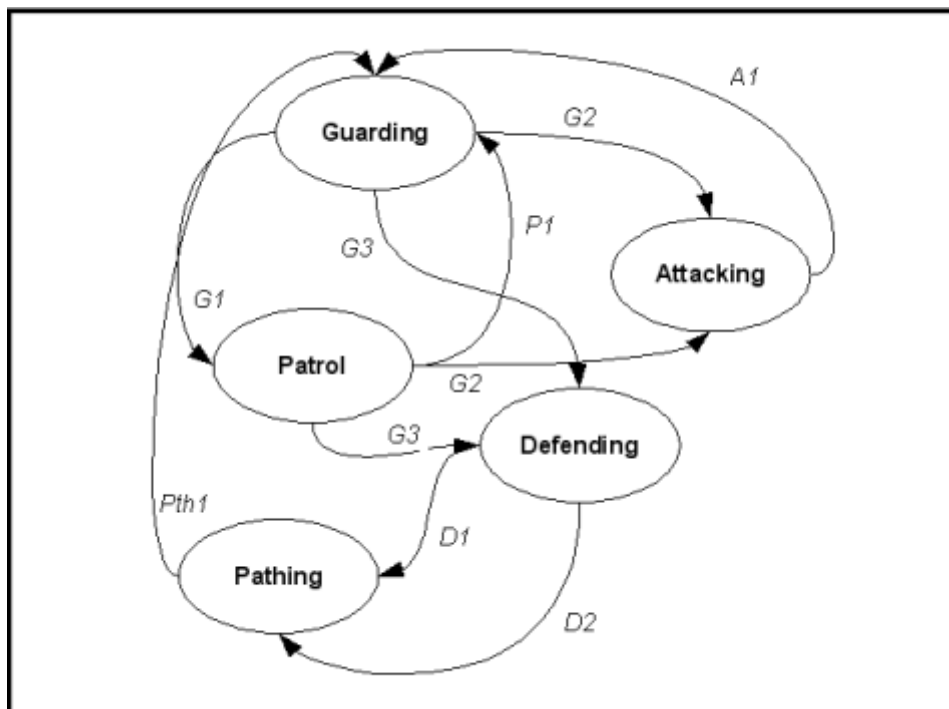 A1
G2
Guarding
P1
G3
Attacking
G1
Patrol
G2
G3
Defending
Pth1
D1
Pathing
D2